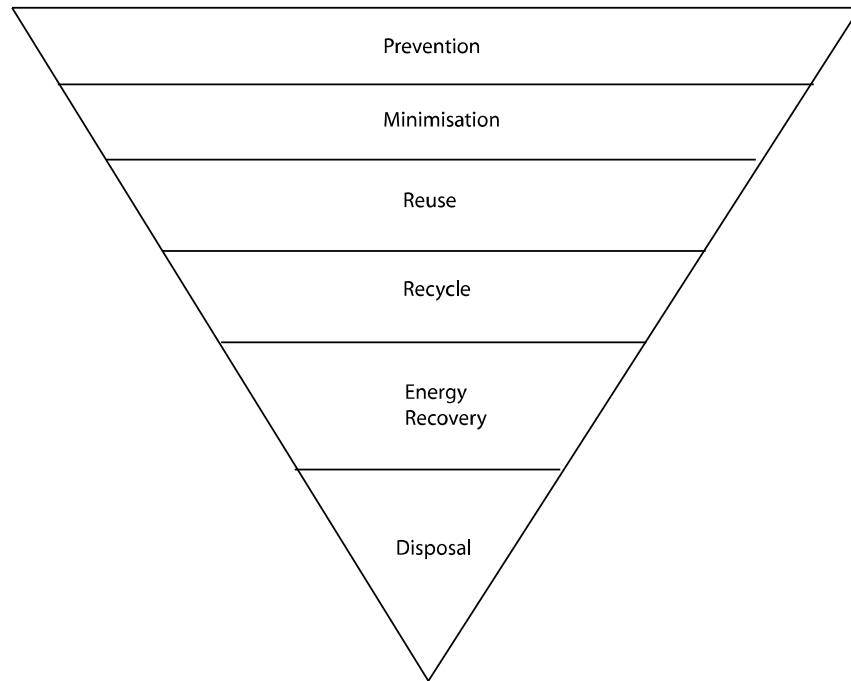 Prevention
Minimisation
Reuse
Recycle
Energy
Recovery
Disposal